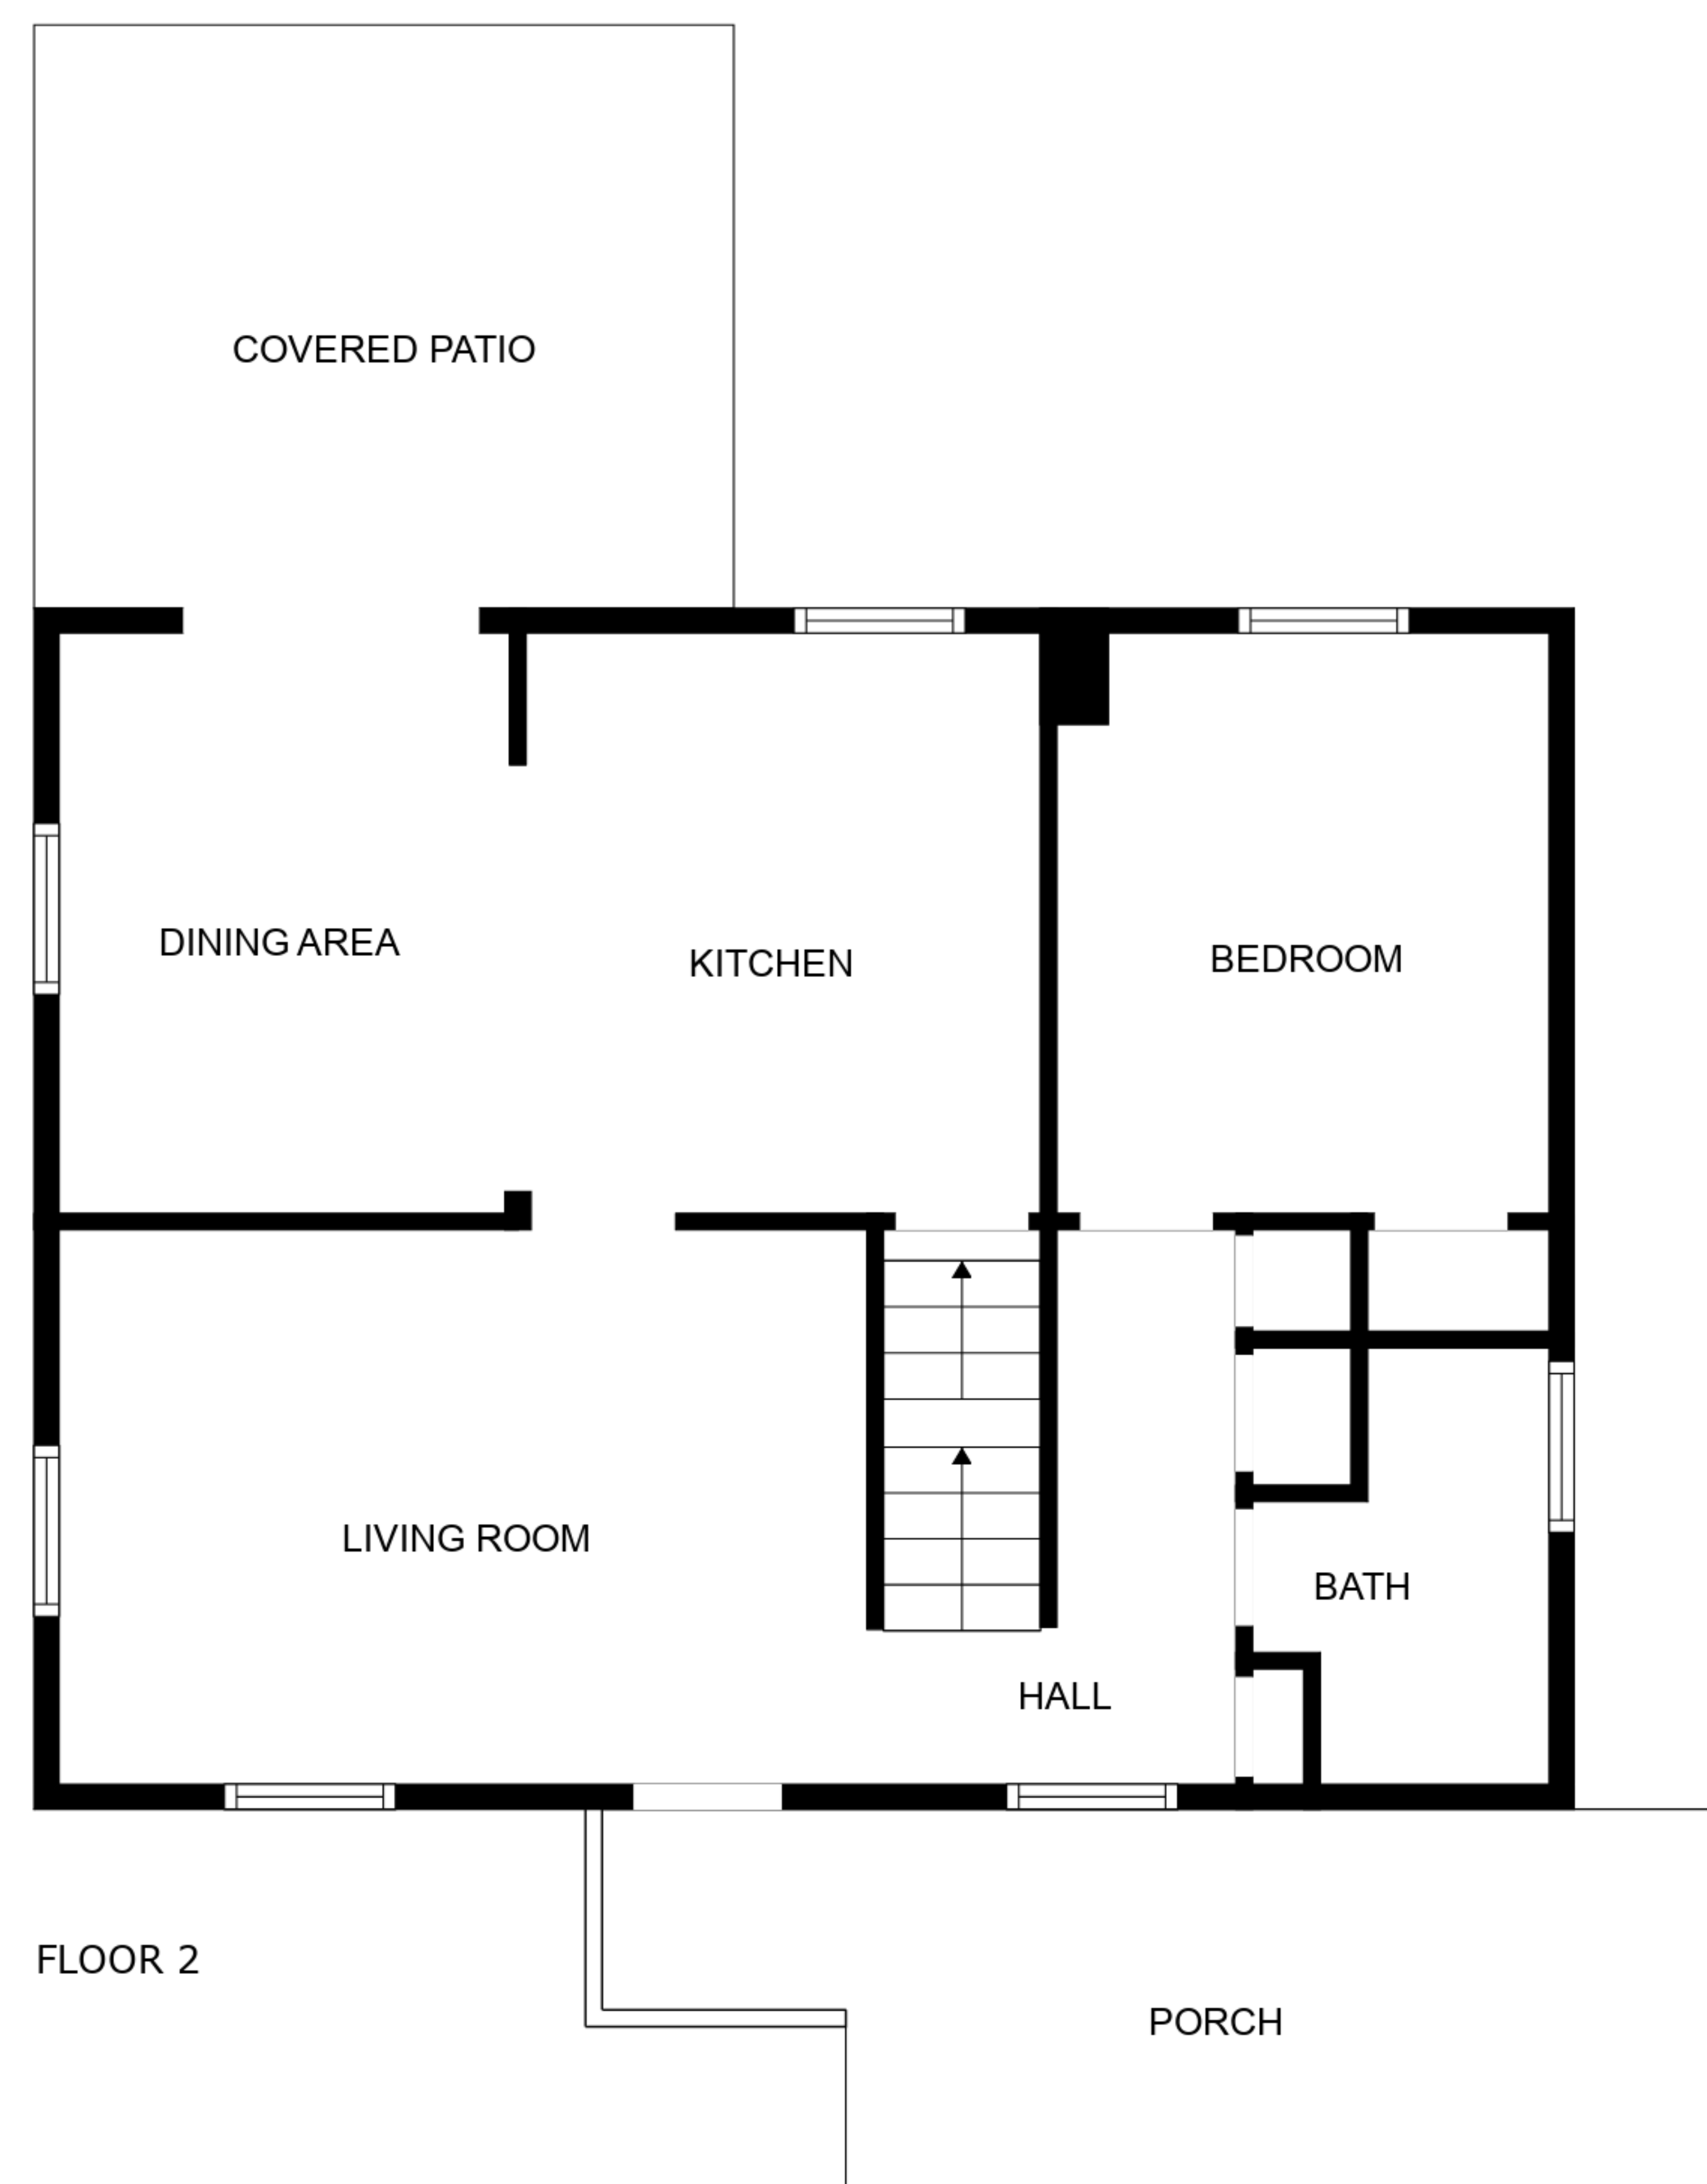 COVERED PATIO
DINING AREA
KITCHEN
BEDROOM
LIVING ROOM
BATH
HALL
FLOOR 2
PORCH